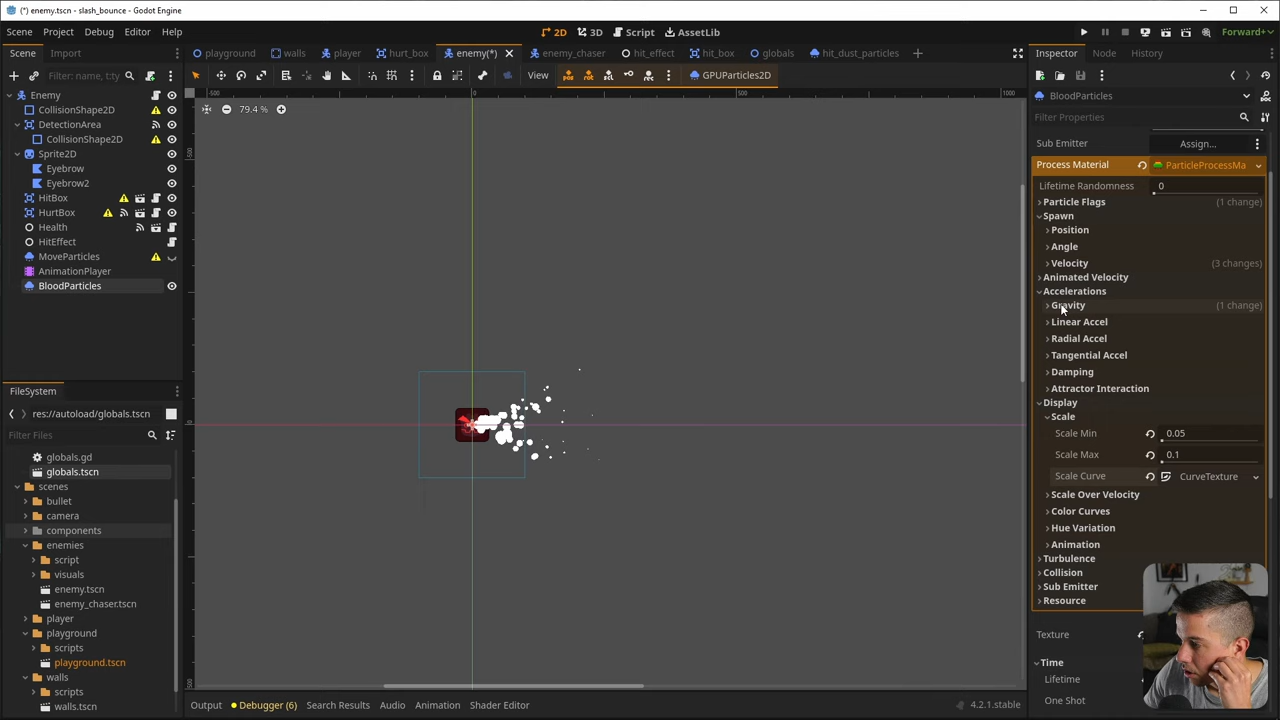 (*) enemy.tscn - slash_bounce - Godot Engine
Scene Project Debug Editor Help
2D 3D Script AssetLib
Forward+
Scene Import
playground walls player hurt_box enemy(*) enemy_chaser hit_effect hit_box globals hit_dust_particles
Inspector Node History
Filter: name, t:ty
View
GPUParticles2D
Enemy
CollisionShape2D
DetectionArea
CollisionShape2D
Sprite2D
Eyebrow
Eyebrow2
HitBox
HurtBox
Health
HitEffect
MoveParticles
AnimationPlayer
BloodParticles
FileSystem
res://autoload/globals.tscn
Filter Files
globals.gd
globals.tscn
scenes
bullet
camera
components
enemies
script
visuals
enemy.tscn
enemy_chaser.tscn
player
playground
scripts
playground.tscn
walls
scripts
walls.tscn
-500 0 500 1000
79.4 %
Output Debugger (6) Search Results Audio Animation Shader Editor
4.2.1.stable
BloodParticles
Filter Properties
Sub Emitter Assign...
Process Material ParticleProcessMa
Lifetime Randomness 0
Particle Flags (1 change)
Spawn
Position
Angle
Velocity (3 changes)
Animated Velocity
Accelerations
Gravity (1 change)
Linear Accel
Radial Accel
Tangential Accel
Damping
Attractor Interaction
Display
Scale
Scale Min 0.05
Scale Max 0.1
Scale Curve CurveTexture
Scale Over Velocity
Color Curves
Hue Variation
Animation
Turbulence
Collision
Sub Emitter
Resource
Texture
Time
Lifetime
One Shot